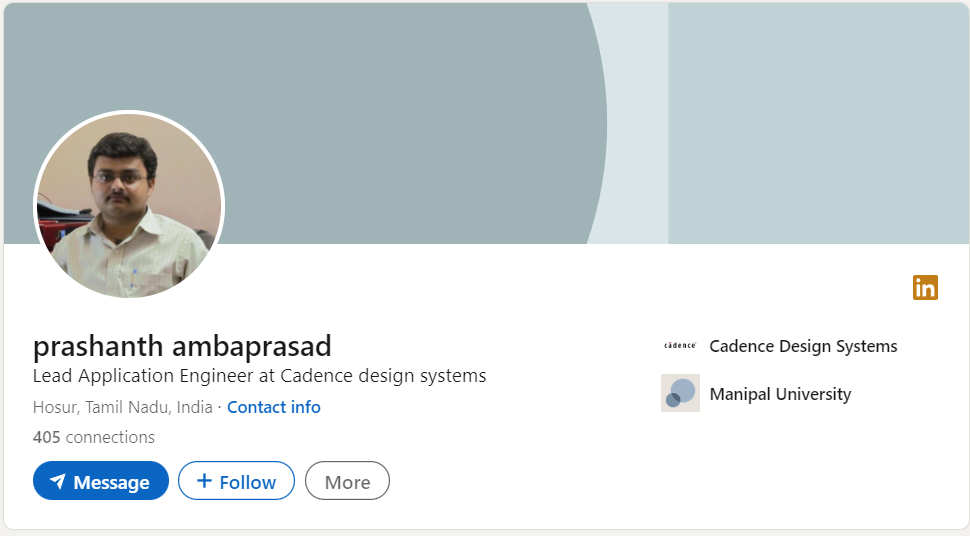 in
prashanth ambaprasad
Lead Application Engineer at Cadence design systems
Hosur, Tamil Nadu, India · Contact info
405 connections
Message
Follow
More
cādence
Cadence Design Systems
Manipal University